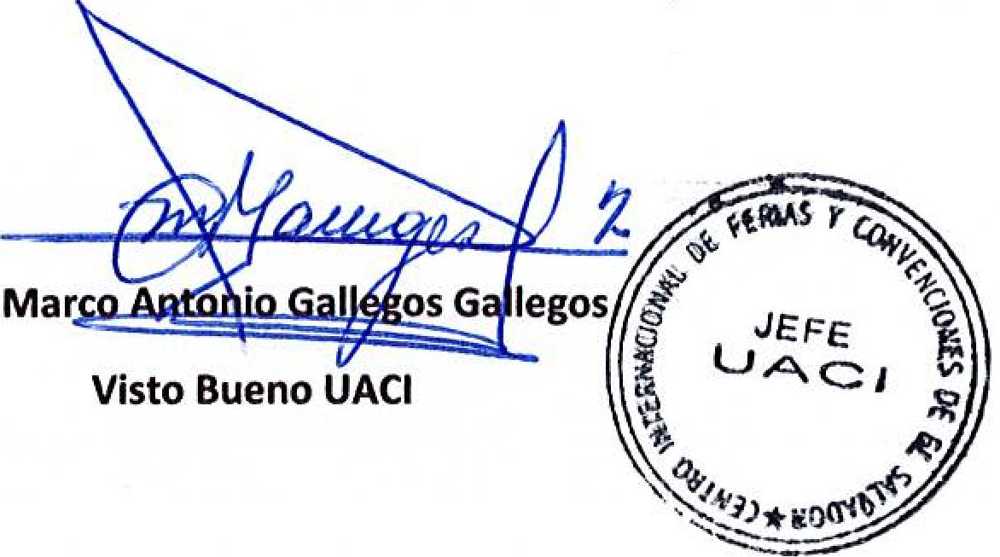 Marco Antonio Gallegos Gallegos
Visto Bueno UACI
CENTRO INTERNACIONAL DE FERIAS Y CONVENCIONES DE EL SALVADOR
JEFE
UACI